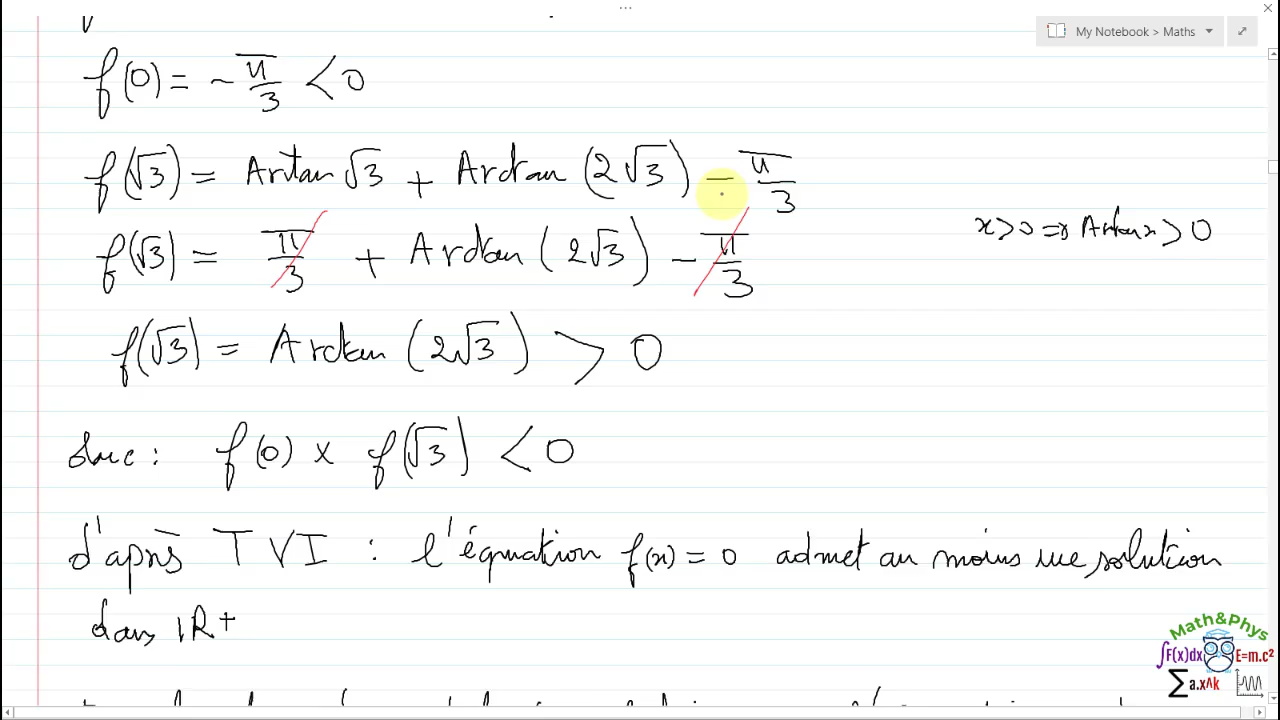 My Notebook > Maths
f(0) = - π/3 < 0
f(√3) = Artan √3 + Arctan (2√3) - π/3
x>0 => Arctan x > 0
f(√3) = π/3 + Arctan (2√3) - π/3
f(√3) = Arctan (2√3) > 0
donc : f(0) x f(√3) < 0
d'après TVI : l'équation f(x) = 0 admet au moins une solution
dans IR+
Math&Phys
∫F(x)dx E=m.c²
∑ a.x∧k